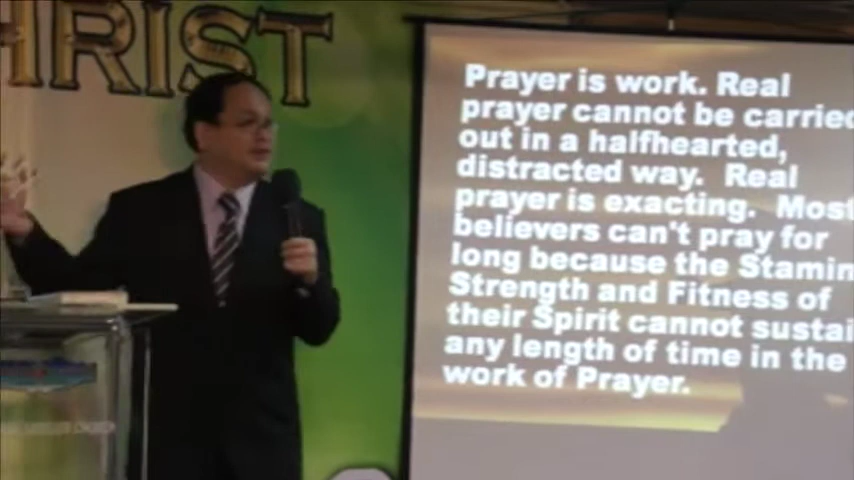 HRIST
Prayer is work. Real
prayer cannot be carrie
out in a halfhearted,
distracted way. Real
prayer is exacting. Most
believers can't pray for
long because the Stamin
Strength and Fitness of
their Spirit cannot sustai
any length of time in the
work of Prayer.